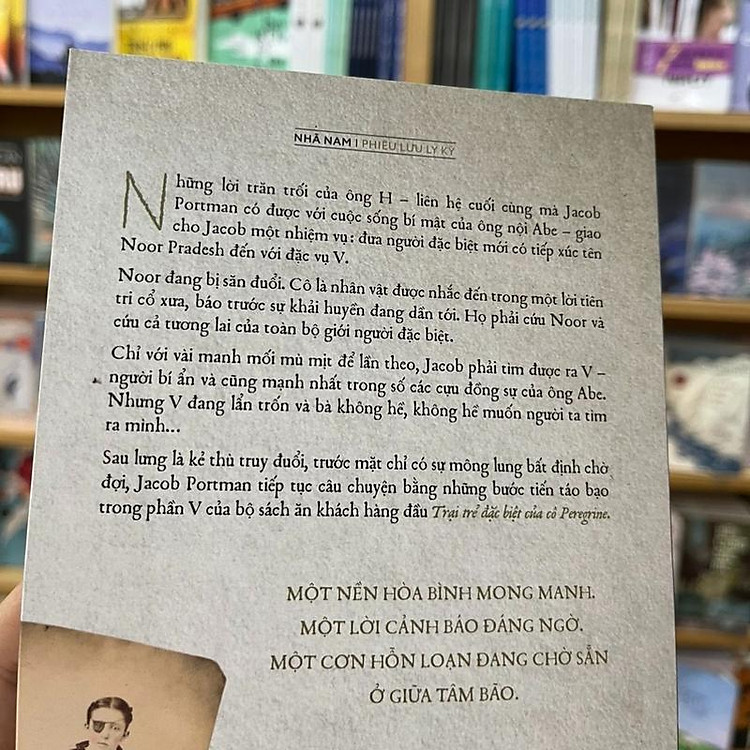 NHÃ NAM | PHIÊU LƯU LY KỲ
Những lời trăn trối của ông H – liên hệ cuối cùng mà Jacob
Portman có được với cuộc sống bí mật của ông nội Abe – giao
cho Jacob một nhiệm vụ: đưa người đặc biệt mới có tiếp xúc tên
Noor Pradesh đến với đặc vụ V.
Noor đang bị săn đuổi. Cô là nhân vật được nhắc đến trong một lời tiên
tri cổ xưa, báo trước sự khải huyền đang dần tới. Họ phải cứu Noor và
cứu cả tương lai của toàn bộ giới người đặc biệt.
Chỉ với vài manh mối mù mịt để lần theo, Jacob phải tìm được ra V –
người bí ẩn và cũng mạnh nhất trong số các cựu đồng sự của ông Abe.
Nhưng V đang lẩn trốn và bà không hề, không hề muốn người ta tìm
ra mình...
Sau lưng là kẻ thù truy đuổi, trước mặt chỉ có sự mông lung bất định chờ
đợi, Jacob Portman tiếp tục câu chuyện bằng những bước tiến táo bạo
trong phần V của bộ sách ăn khách hàng đầu Trại trẻ đặc biệt của cô Peregrine.
MỘT NỀN HÒA BÌNH MONG MANH.
MỘT LỜI CẢNH BÁO ĐÁNG NGỜ.
MỘT CƠN HỖN LOẠN ĐANG CHỜ SẴN
Ở GIỮA TÂM BÃO.